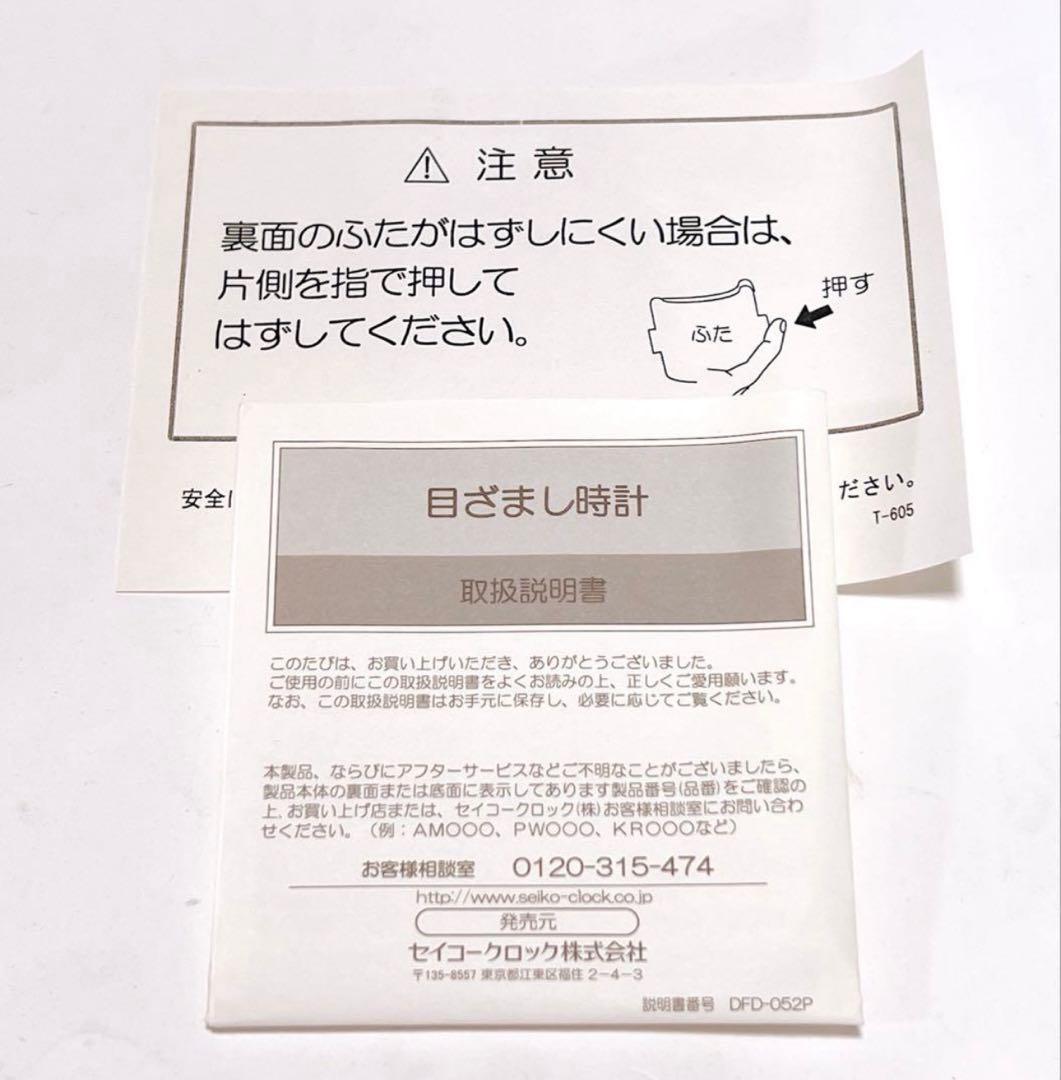 ⚠ 注意
裏面のふたがはずしにくい場合は、
片側を指で押して
はずしてください。
押す
ふた
安全に
ださい。
T-605
目ざまし時計
取扱説明書
このたびは、お買い上げいただき、ありがとうございました。
ご使用の前にこの取扱説明書をよくお読みの上、正しくご愛用願います。
なお、この取扱説明書はお手元に保存し、必要に応じてご覧ください。
本製品、ならびにアフターサービスなどご不明なことがございましたら、
製品本体の裏面または底面に表示してあります製品番号(品番)をご確認の
上、お買い上げ店または、セイコークロック(株)お客様相談室にお問い合わ
せください。(例:AM○○○、PW○○○、KR○○○など)
お客様相談室 0120-315-474
http://www.seiko-clock.co.jp
発売元
セイコークロック株式会社
〒135-8557 東京都江東区福住 2-4-3
説明書番号 DFD-052P